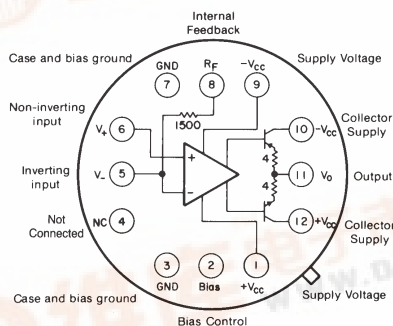 Internal
Feedback
Case and bias ground
Supply Voltage
GND
RF
-VCC
7
8
9
Non-inverting
input
1500
Collector
Supply
V+
6
+
10
-VCC
4
Inverting
input
V-
5
-
11
Vo
Output
4
Not
Connected
NC
4
12
+VCC
Collector
Supply
3
2
1
GND
Bias
+VCC
Case and bias ground
Supply Voltage
Bias Control